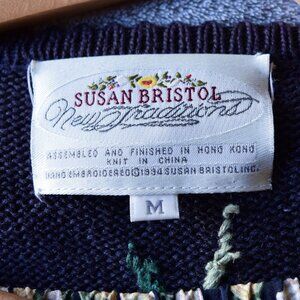 SUSAN BRISTOL
New Traditions
ASSEMBLED AND FINISHED IN HONG KONG
KNIT IN CHINA
HAND EMBROIDERED ©1994 SUSAN BRISTOL INC.
M